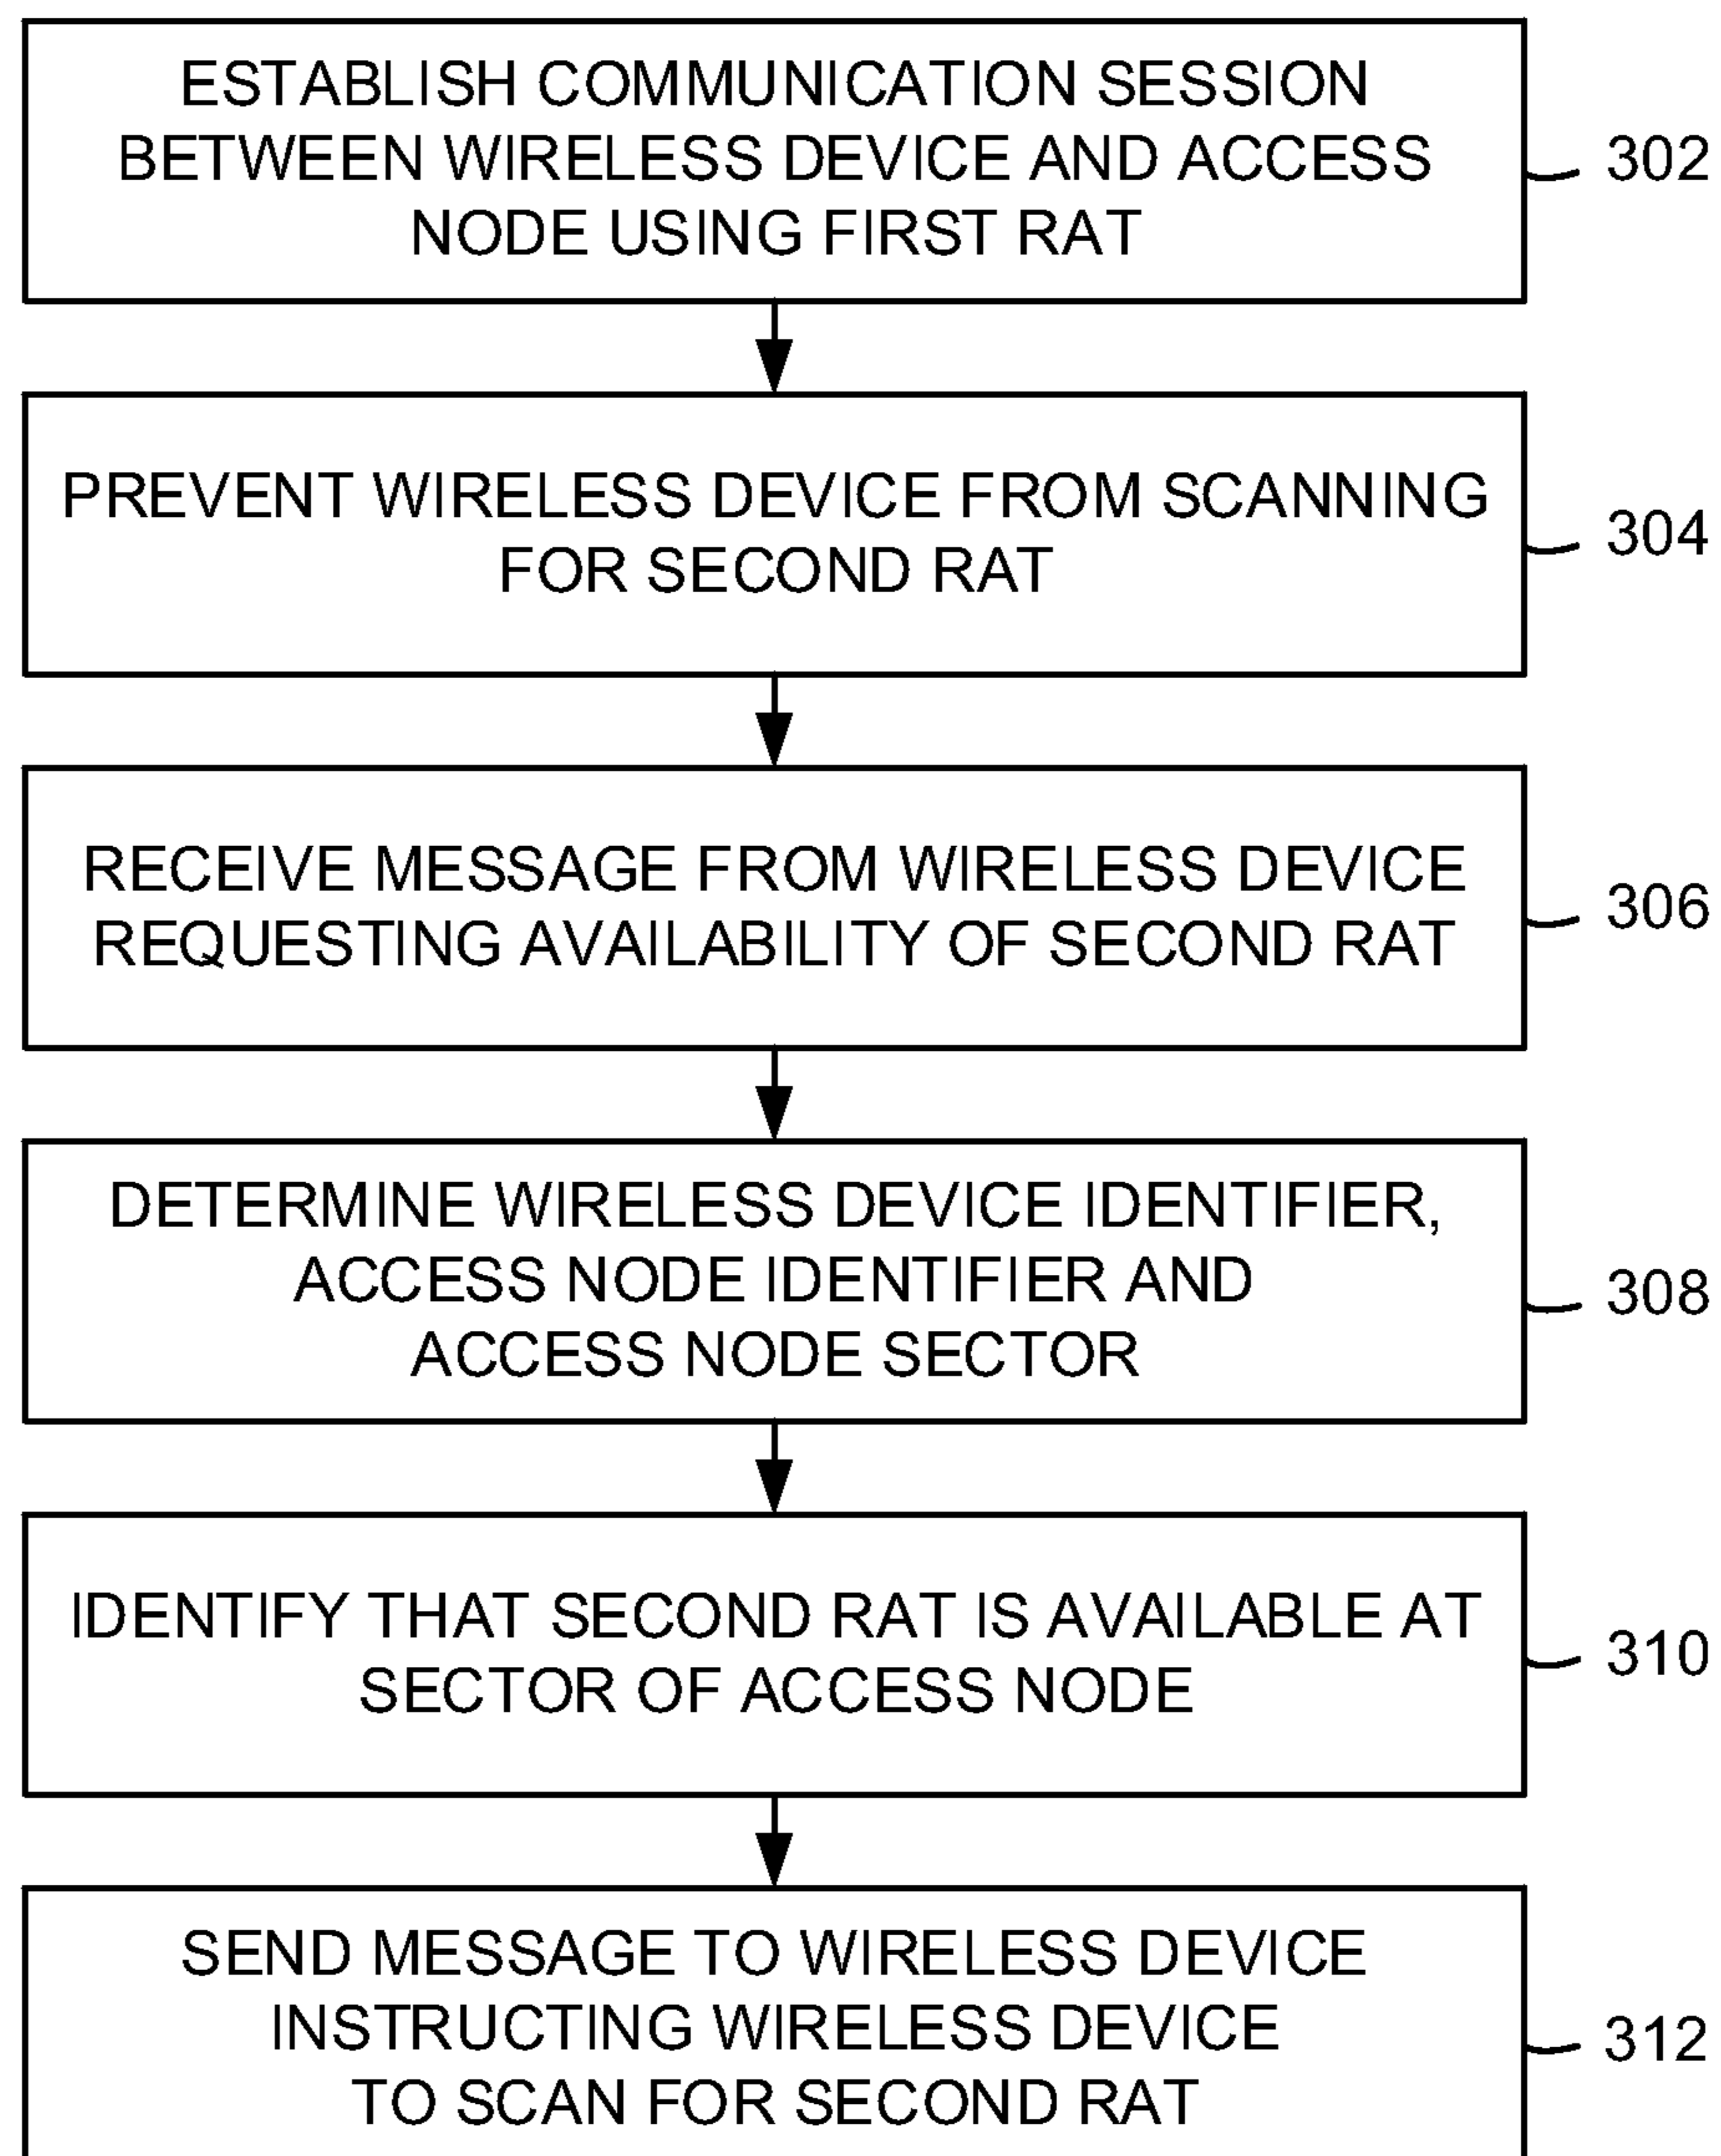 ESTABLISH COMMUNICATION SESSION
BETWEEN WIRELESS DEVICE AND ACCESS
NODE USING FIRST RAT
302
PREVENT WIRELESS DEVICE FROM SCANNING
FOR SECOND RAT
304
RECEIVE MESSAGE FROM WIRELESS DEVICE
REQUESTING AVAILABILITY OF SECOND RAT
306
DETERMINE WIRELESS DEVICE IDENTIFIER,
ACCESS NODE IDENTIFIER AND
ACCESS NODE SECTOR
308
IDENTIFY THAT SECOND RAT IS AVAILABLE AT
SECTOR OF ACCESS NODE
310
SEND MESSAGE TO WIRELESS DEVICE
INSTRUCTING WIRELESS DEVICE
TO SCAN FOR SECOND RAT
312